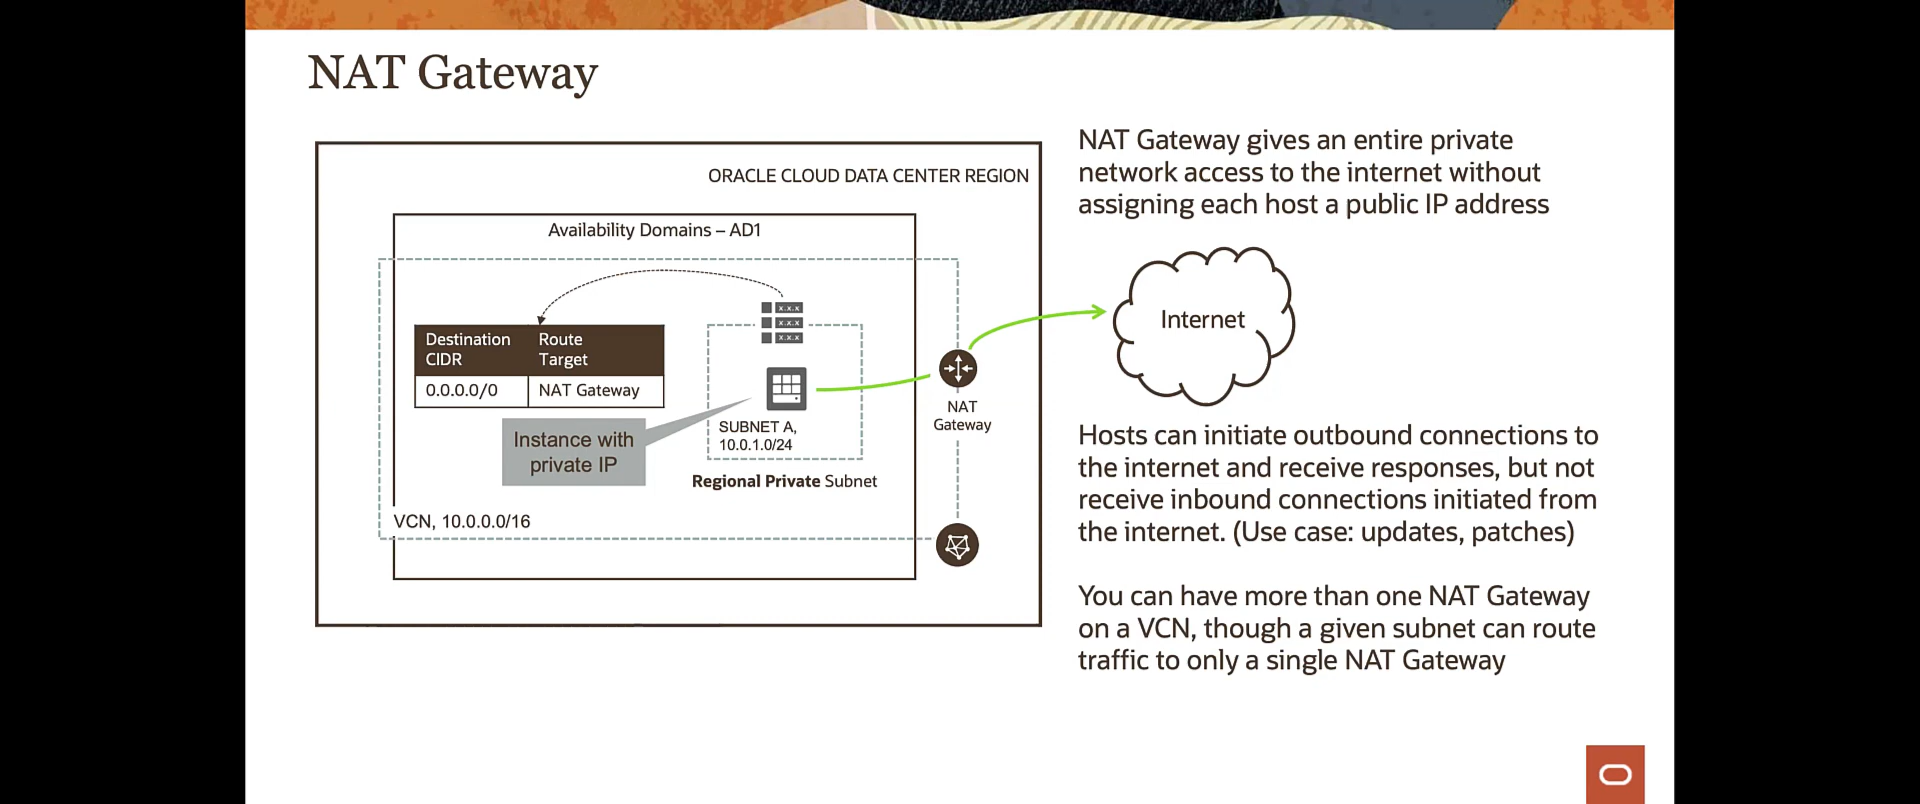 NAT Gateway
ORACLE CLOUD DATA CENTER REGION
Availability Domains – AD1
x.x.x
x.x.x
x.x.x
Destination CIDR
Route Target
0.0.0.0/0
NAT Gateway
Instance with
private IP
SUBNET A,
10.0.1.0/24
Regional Private Subnet
VCN, 10.0.0.0/16
NAT
Gateway
NAT Gateway gives an entire private
network access to the internet without
assigning each host a public IP address
Internet
Hosts can initiate outbound connections to
the internet and receive responses, but not
receive inbound connections initiated from
the internet. (Use case: updates, patches)
You can have more than one NAT Gateway
on a VCN, though a given subnet can route
traffic to only a single NAT Gateway